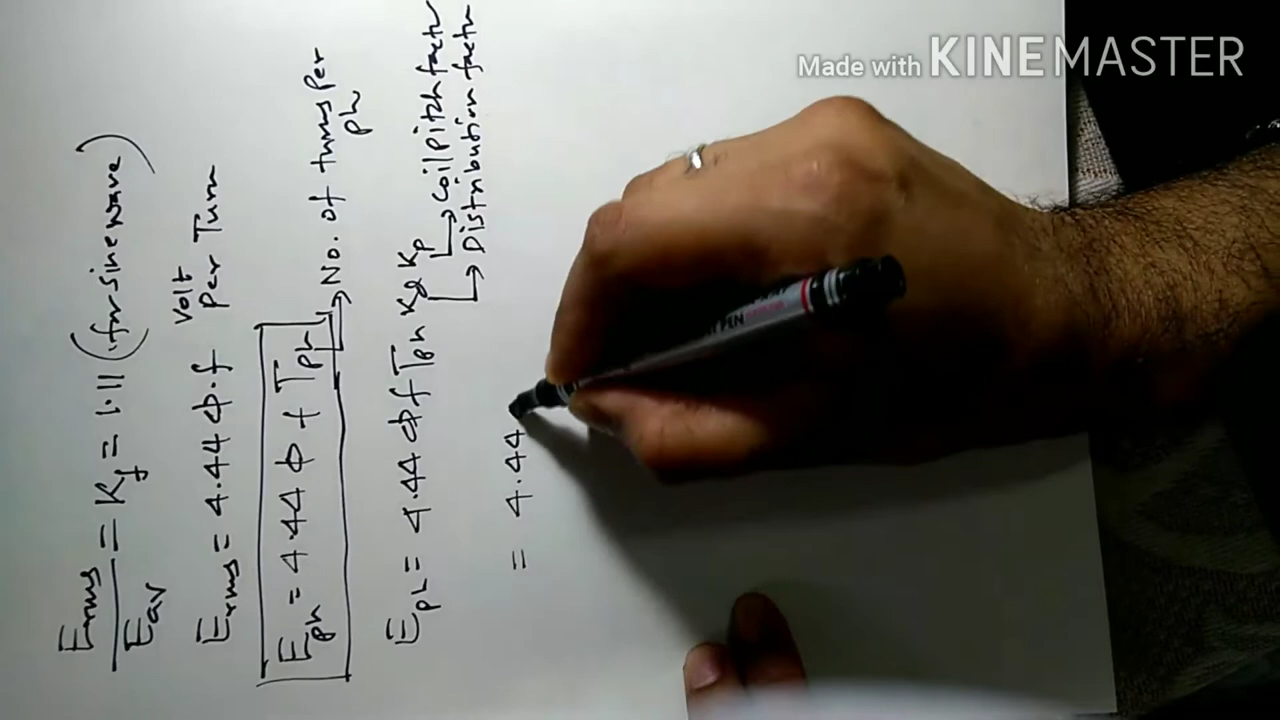 Made with KINEMASTER
Erms / Eav = Kf = 1.11 (for sine wave)
Erms = 4.44 φ.f volt per Turn
Eph = 4.44 φ f Tph → No. of turns per ph
Eph = 4.44 φ f Tph Kd Kp
→ Coil pitch factor
→ Distribution factor
= 4.44